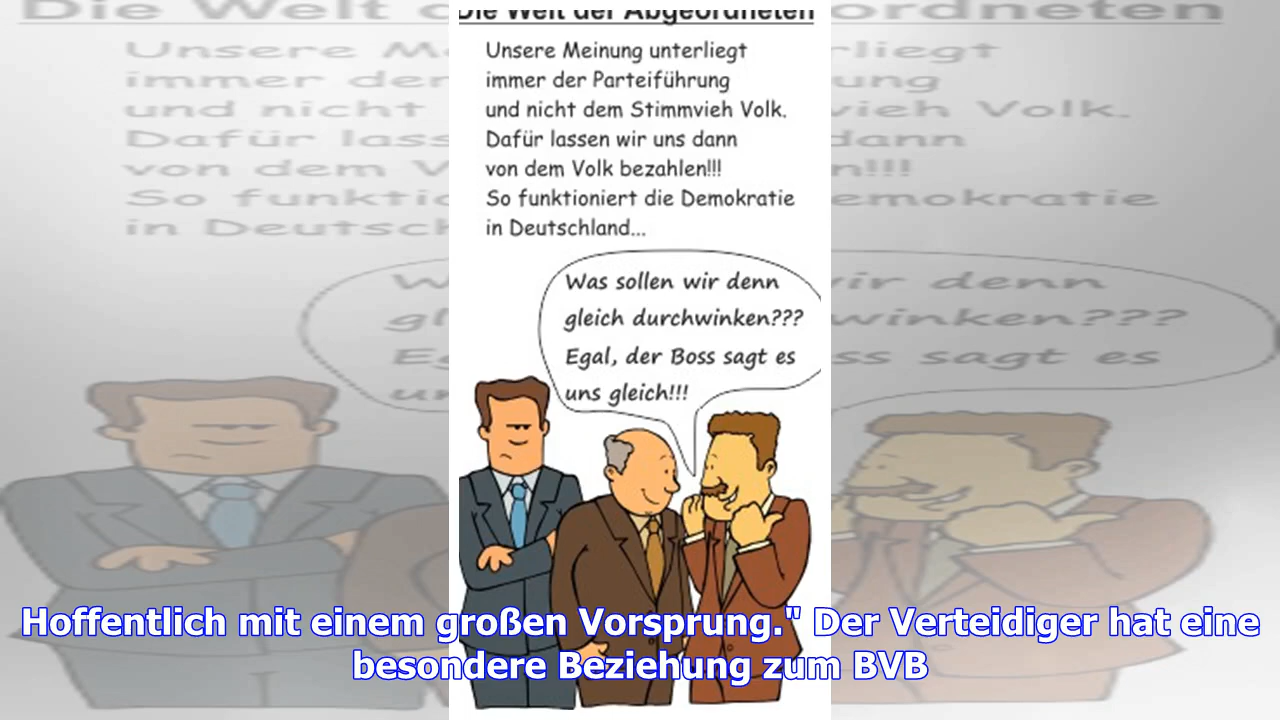 Die Welt der Abgeordneten
Unsere Meinung unterliegt
immer der Parteiführung
und nicht dem Stimmvieh Volk.
Dafür lassen wir uns dann
von dem Volk bezahlen!!!
So funktioniert die Demokratie
in Deutschland...
Was sollen wir denn
gleich durchwinken???
Egal, der Boss sagt es
uns gleich!!!
Hoffentlich mit einem großen Vorsprung." Der Verteidiger hat eine
besondere Beziehung zum BVB